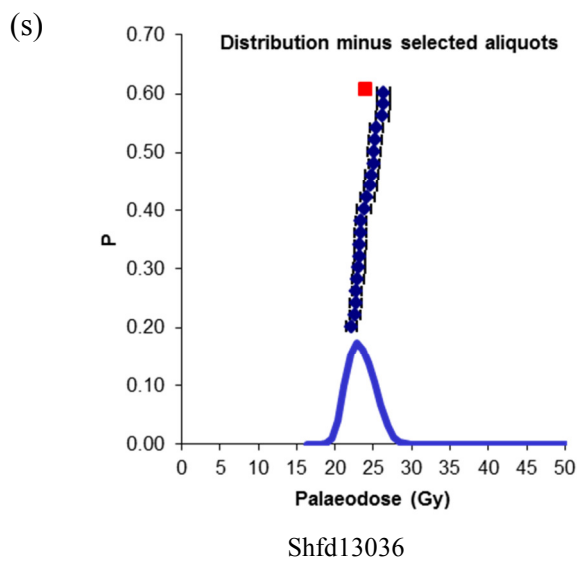 (s)
Distribution minus selected aliquots
0.70
0.60
0.50
0.40
0.30
0.20
0.10
0.00
P
0 5 10 15 20 25 30 35 40 45 50
Palaeodose (Gy)
Shfd13036